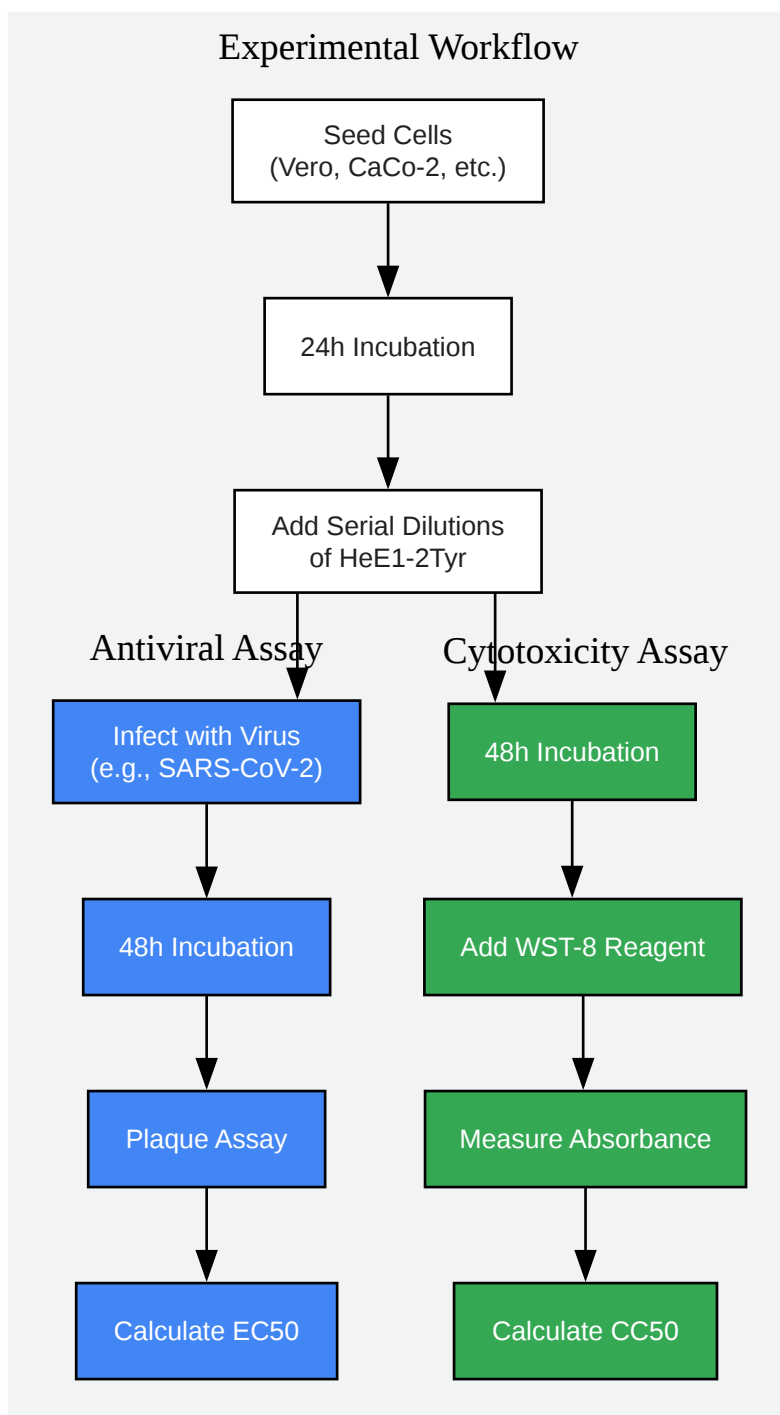 Experimental Workflow
Seed Cells
(Vero, CaCo-2, etc.)
24h Incubation
Add Serial Dilutions
of HeE1-2Tyr
Antiviral Assay
Infect with Virus
(e.g., SARS-CoV-2)
48h Incubation
Plaque Assay
Calculate EC50
Cytotoxicity Assay
48h Incubation
Add WST-8 Reagent
Measure Absorbance
Calculate CC50